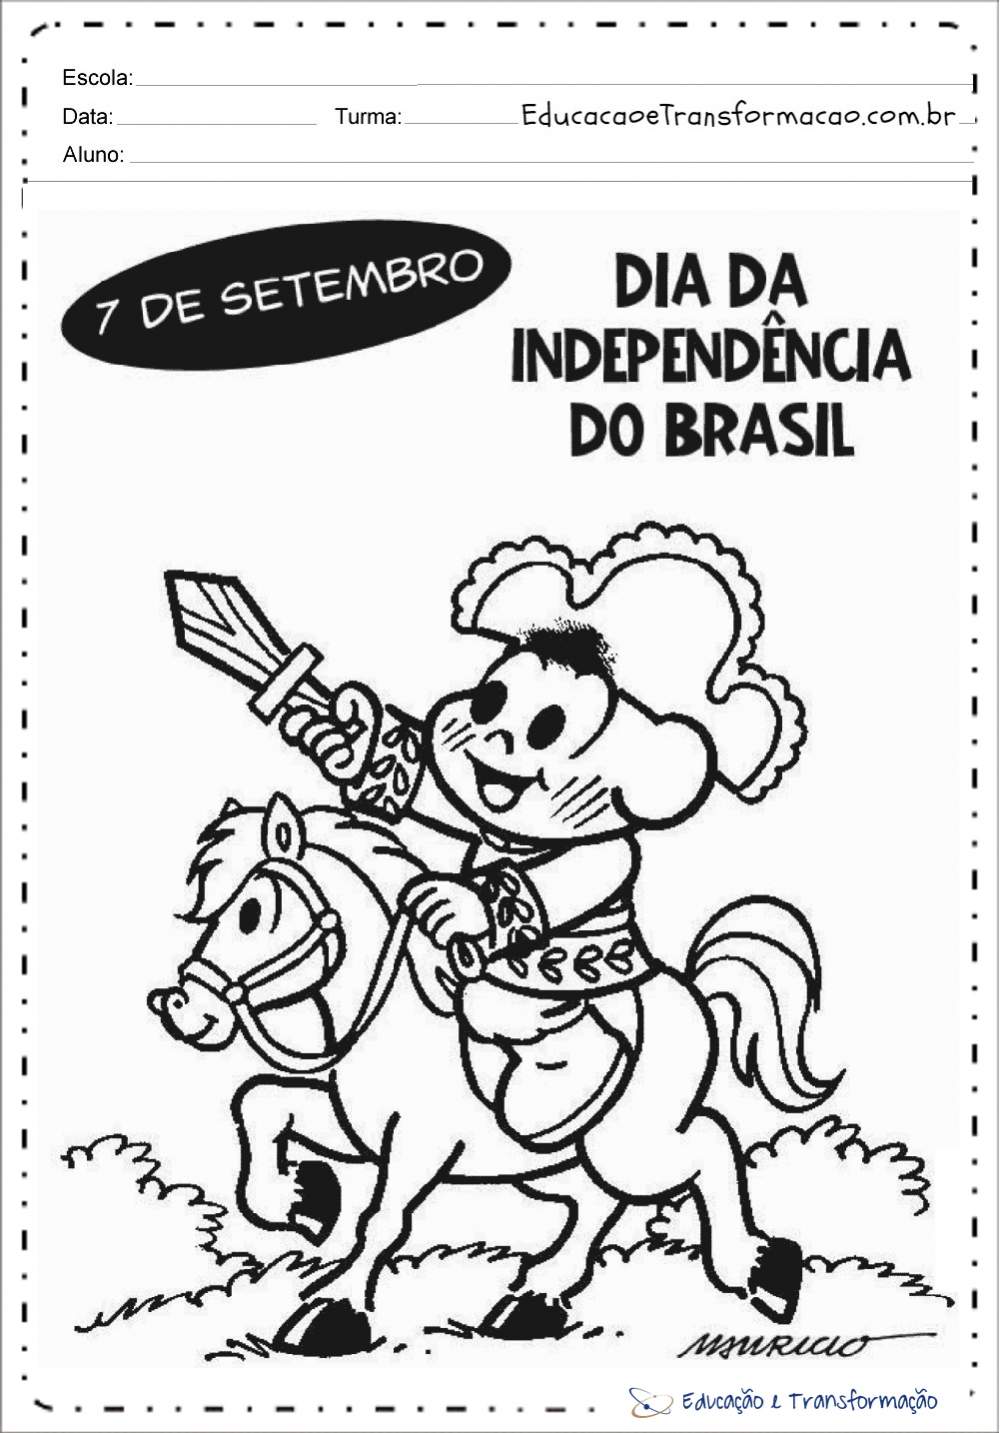 Escola:
Data: Turma: EducacaoeTransformacao.com.br
Aluno:
7 DE SETEMBRO
DIA DA
INDEPENDÊNCIA
DO BRASIL
MAURICIO
Educação e Transformação